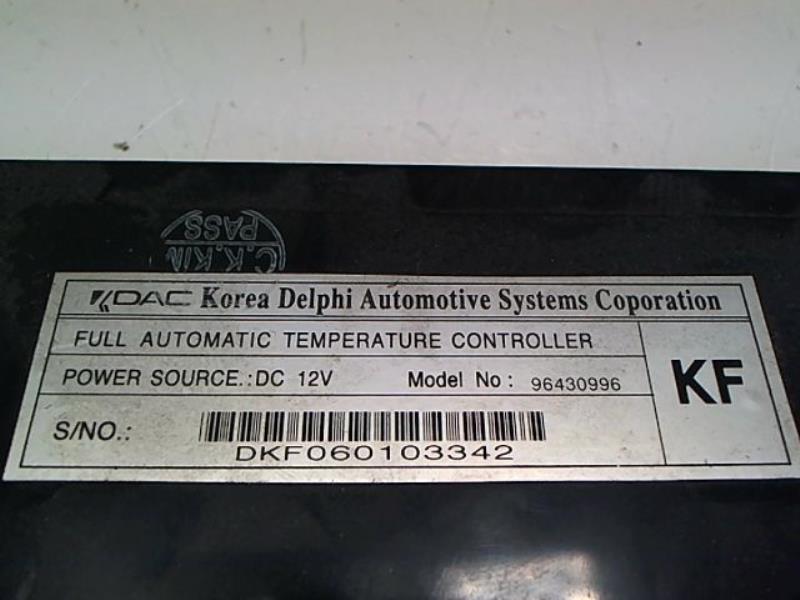 C.K.KIM
PASS
KDAC Korea Delphi Automotive Systems Coporation
FULL AUTOMATIC TEMPERATURE CONTROLLER
POWER SOURCE.:DC 12V Model No: 96430996
KF
S/NO.:
DKF060103342